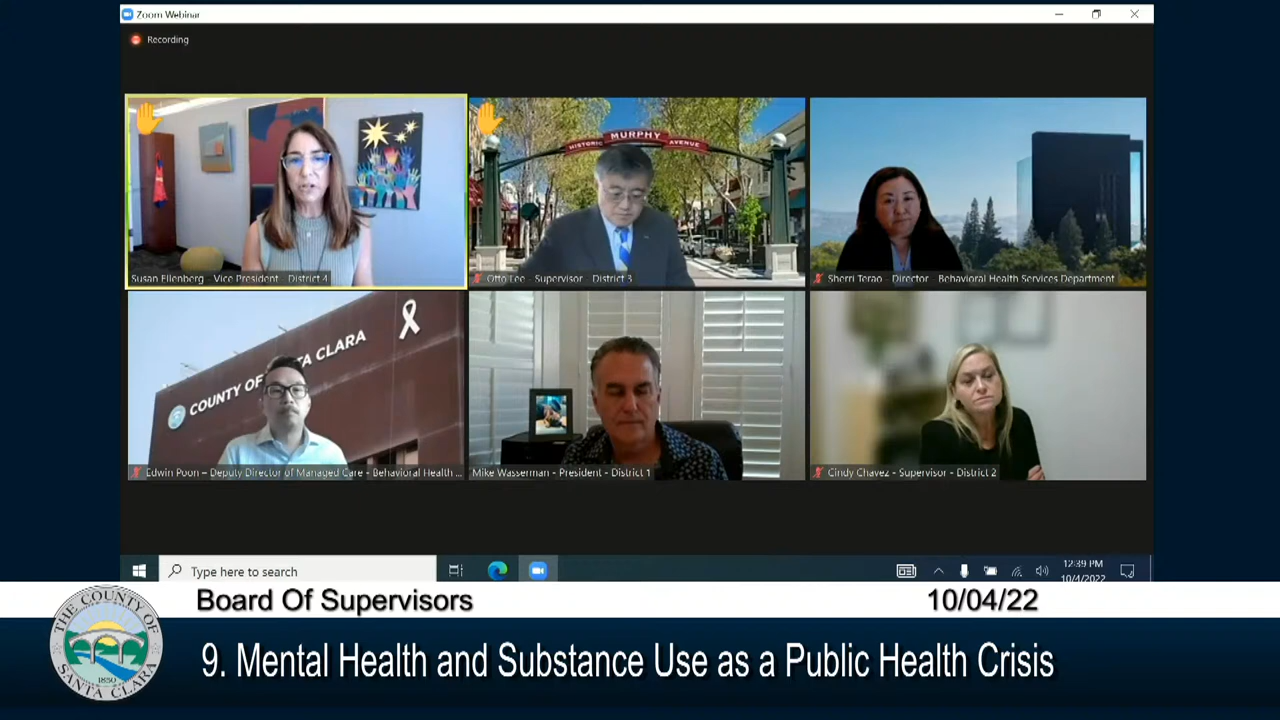 Zoom Webinar
Recording
Susan Ellenberg - Vice President - District 4
HISTORIC MURPHY AVENUE
Otto Lee - Supervisor - District 3
Sherri Terao - Director - Behavioral Health Services Department
COUNTY OF SANTA CLARA
Edwin Poon – Deputy Director of Managed Care - Behavioral Health ...
Mike Wasserman - President - District 1
Cindy Chavez - Supervisor - District 2
Type here to search
12:39 PM
10/4/2022
Board Of Supervisors
10/04/22
THE COUNTY OF SANTA CLARA
1850
9. Mental Health and Substance Use as a Public Health Crisis